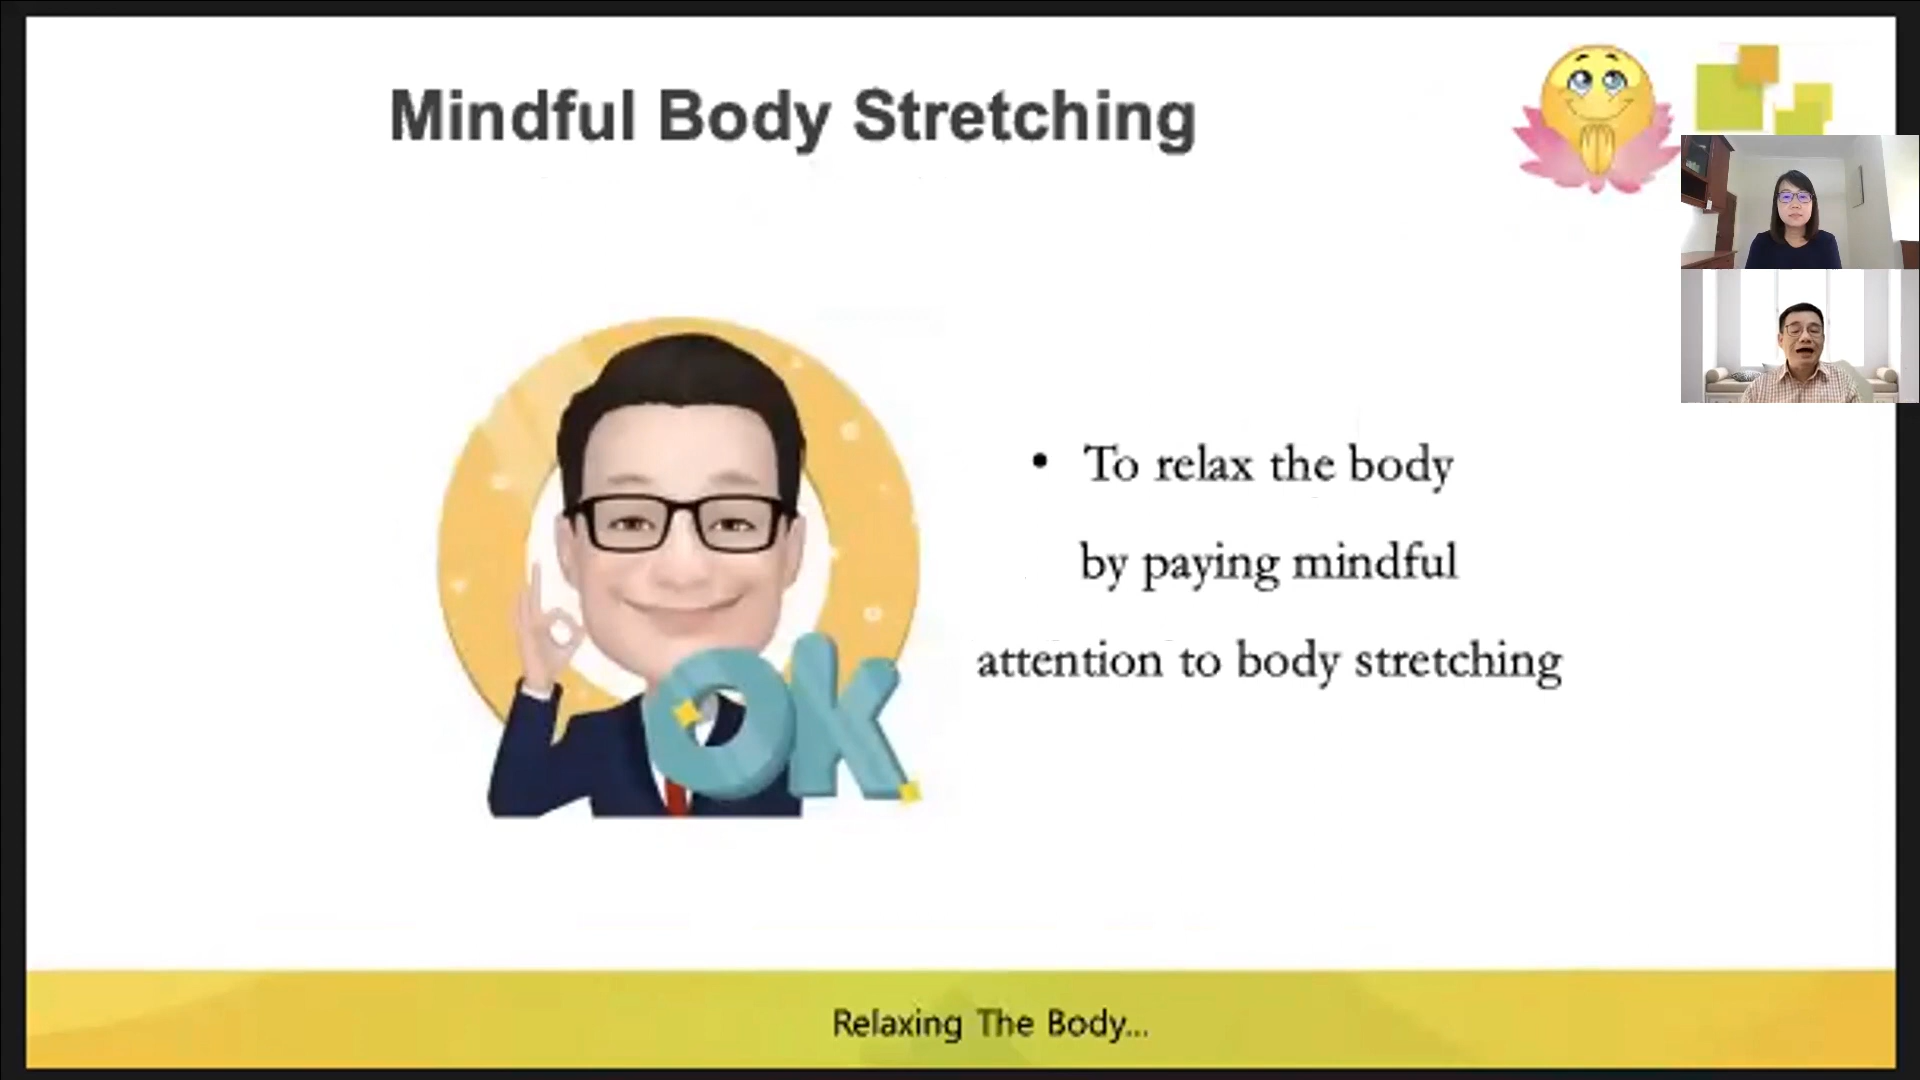 Mindful Body Stretching
• To relax the body
by paying mindful
attention to body stretching
OK
Relaxing The Body...